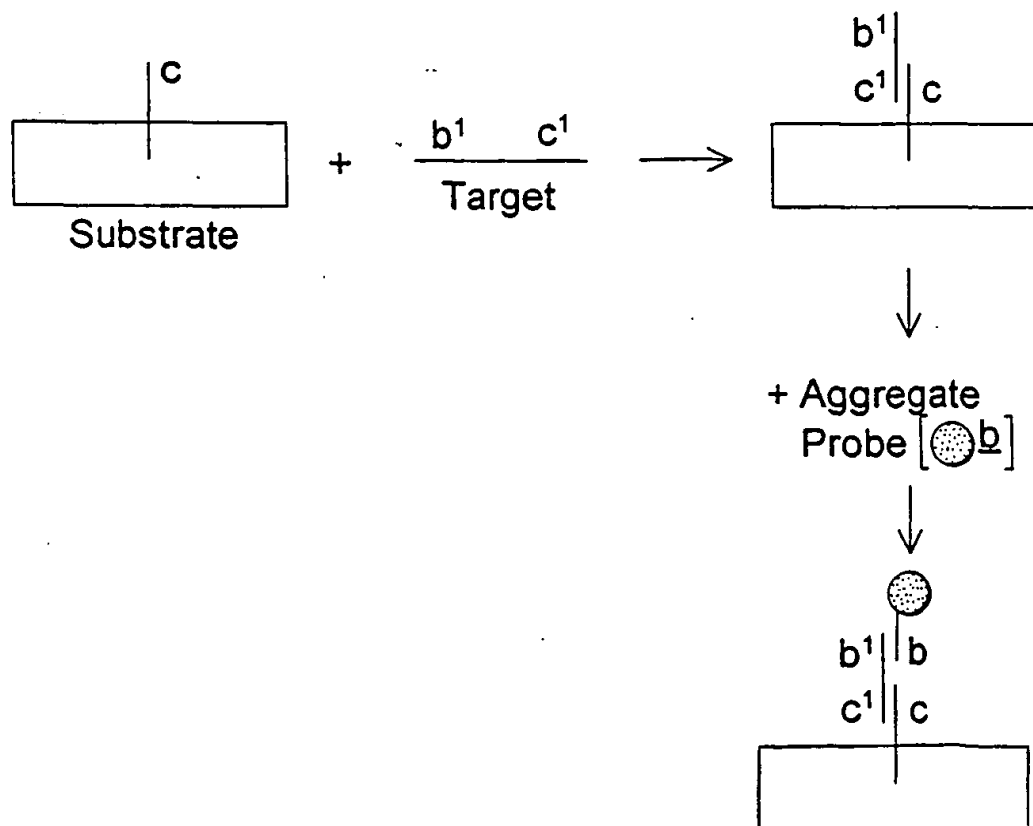 c
Substrate
+
b¹ c¹
Target
b¹
c¹ c
+ Aggregate
Probe [ b ]
b¹ b
c¹ c